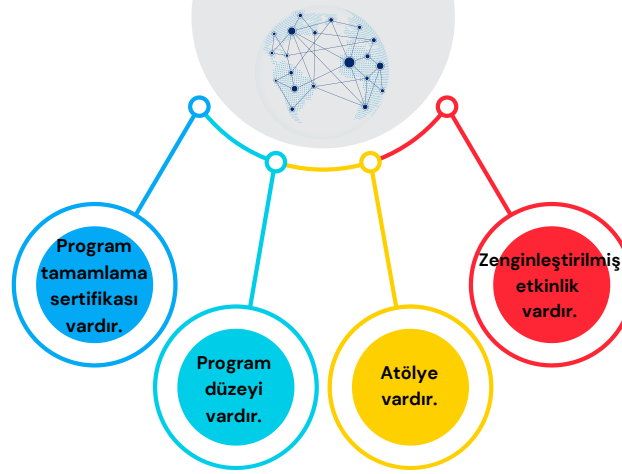 Program
tamamlama
sertifikası
vardır.
Program
düzeyi
vardır.
Atölye
vardır.
Zenginleştirilmiş
etkinlik
vardır.